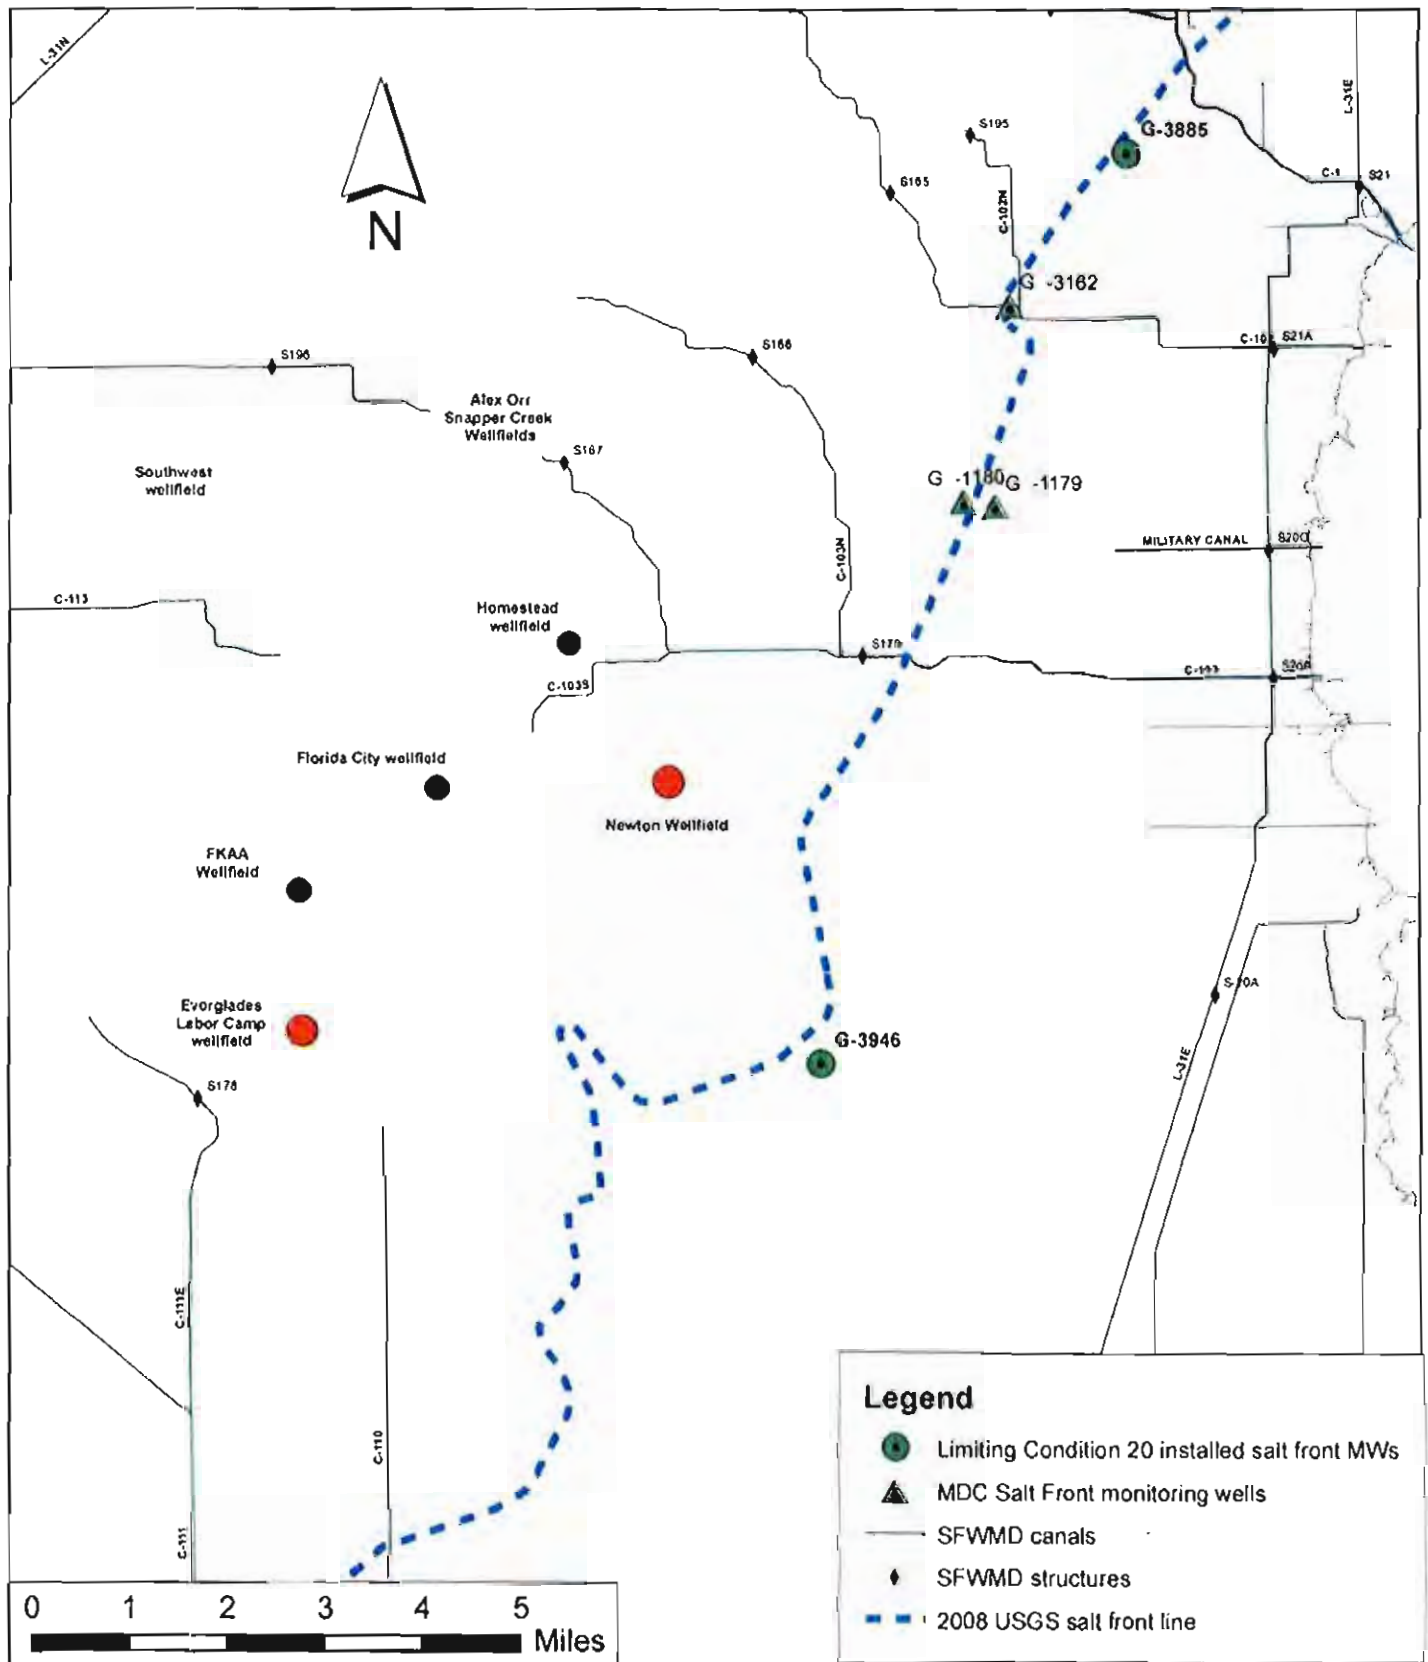 L-31N
N
S195
G-3885
L-31E
C-1
S21
S165
C-102N
G -3162
S196
S166
C-10
S21A
Alex Orr
Snapper Creek
Wellfields
S167
Southwest
wellfield
G -1180
G -1179
MILITARY CANAL
S20G
C-103N
C-113
Homestead
wellfield
S179
C-103
C-103S
Florida City wellfield
Newton Wellfield
FKAA
Wellfield
Everglades
Labor Camp
wellfield
G-3946
S-20A
L-31E
S178
C-111E
C-110
C-111
Legend
Limiting Condition 20 installed salt front MWs
MDC Salt Front monitoring wells
SFWMD canals
SFWMD structures
2008 USGS salt front line
0 1 2 3 4 5
Miles